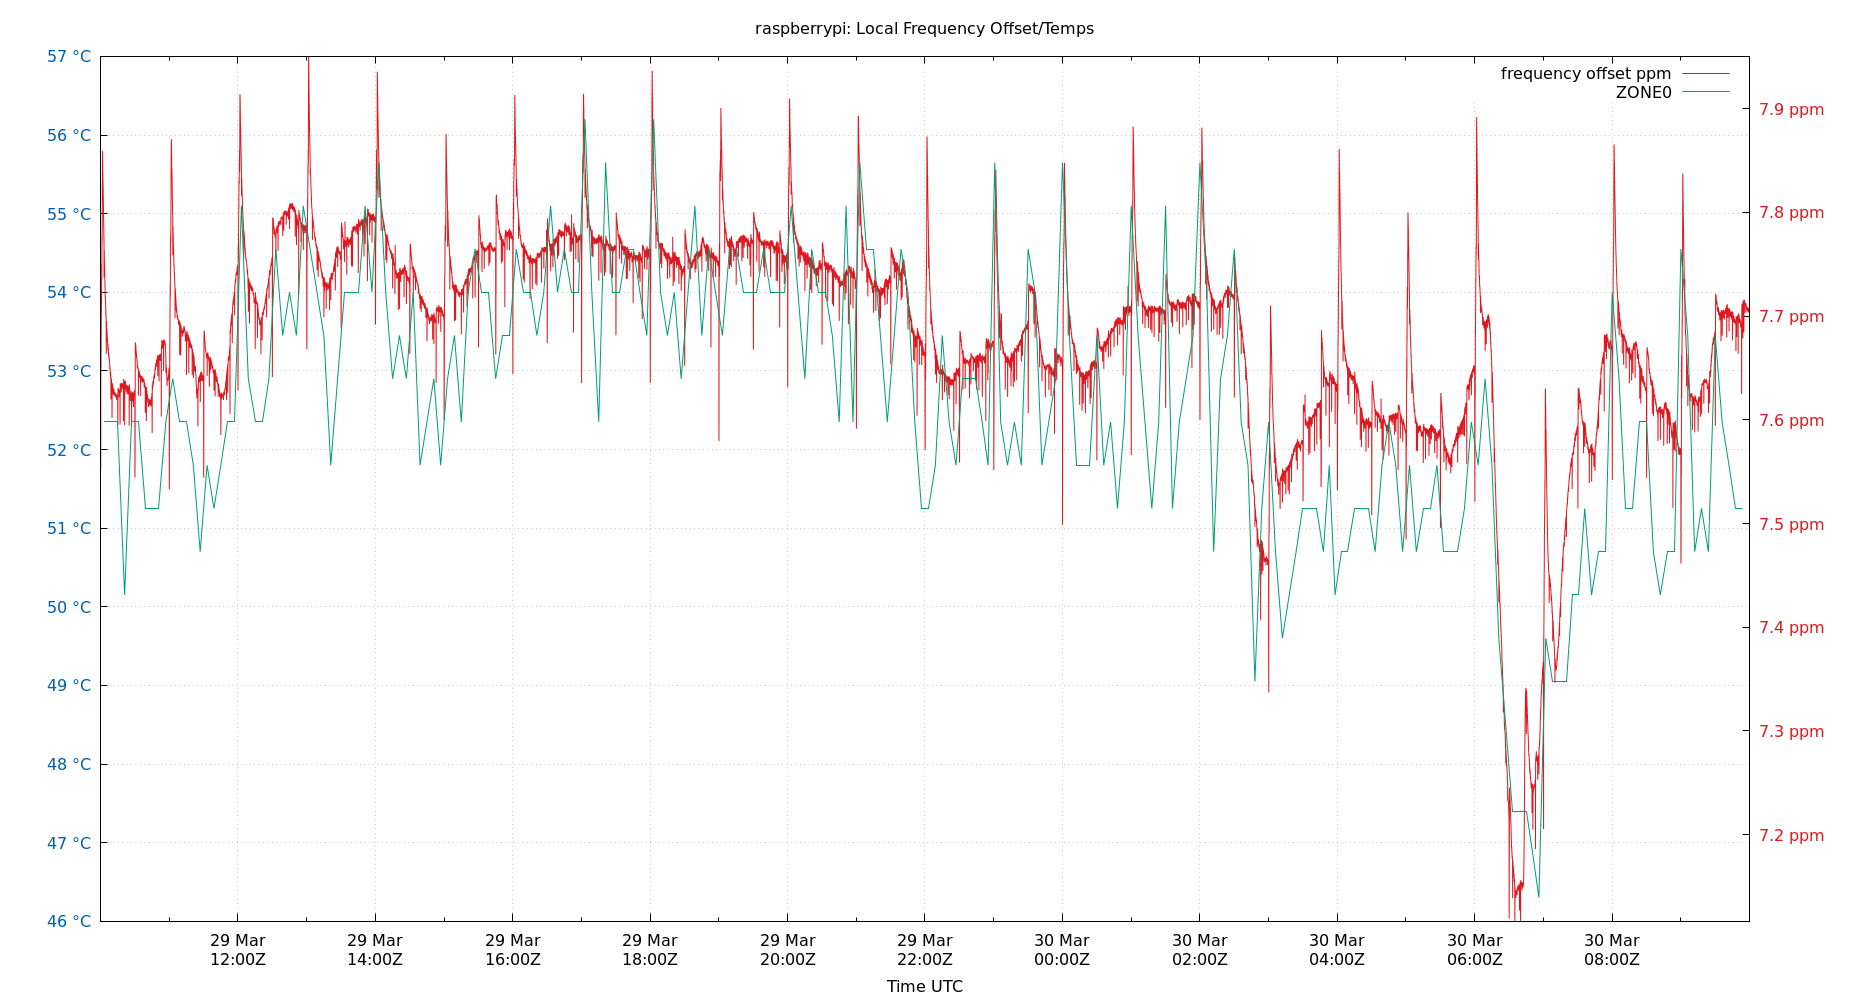 raspberrypi: Local Frequency Offset/Temps
frequency offset ppm
ZONE0
57 °C
56 °C
55 °C
54 °C
53 °C
52 °C
51 °C
50 °C
49 °C
48 °C
47 °C
46 °C
7.9 ppm
7.8 ppm
7.7 ppm
7.6 ppm
7.5 ppm
7.4 ppm
7.3 ppm
7.2 ppm
29 Mar
12:00Z
29 Mar
14:00Z
29 Mar
16:00Z
29 Mar
18:00Z
29 Mar
20:00Z
29 Mar
22:00Z
30 Mar
00:00Z
30 Mar
02:00Z
30 Mar
04:00Z
30 Mar
06:00Z
30 Mar
08:00Z
Time UTC